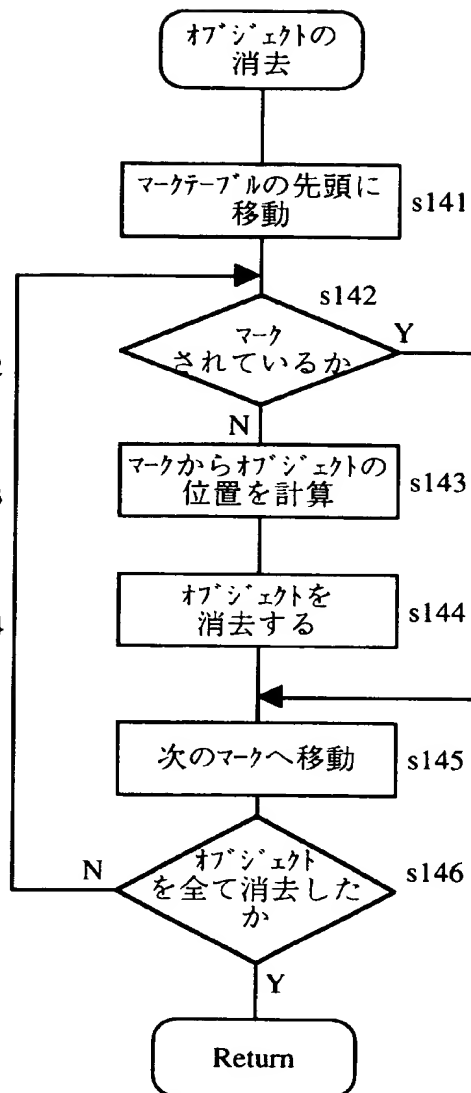 オブジェクトの
消去
マークテーブルの先頭に
移動
s141
s142
マーク
されているか
Y
N
マークからオブジェクトの
位置を計算
s143
オブジェクトを
消去する
s144
次のマークへ移動
s145
オブジェクト
を全て消去した
か
s146
N
Y
Return